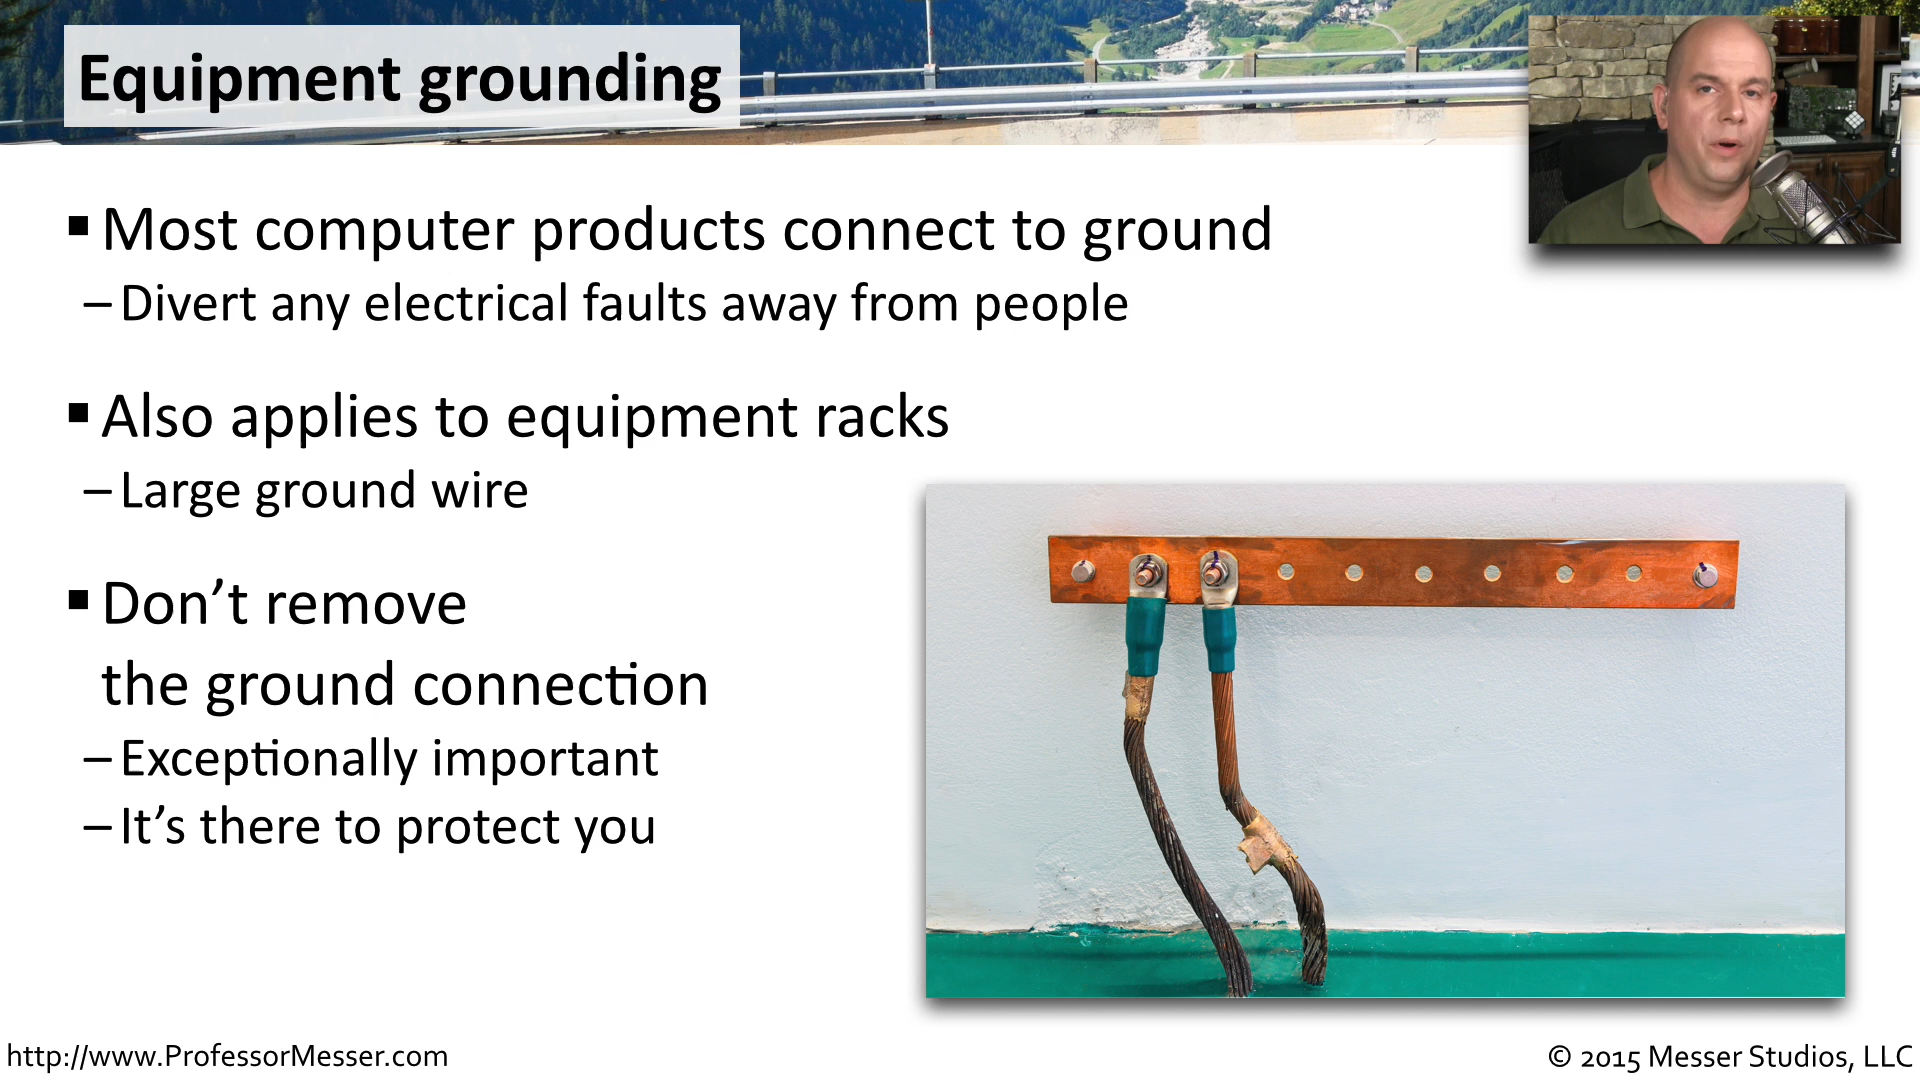 Equipment grounding
▪ Most computer products connect to ground
– Divert any electrical faults away from people
▪ Also applies to equipment racks
– Large ground wire
▪ Don’t remove
the ground connection
– Exceptionally important
– It’s there to protect you
http://www.ProfessorMesser.com
© 2015 Messer Studios, LLC